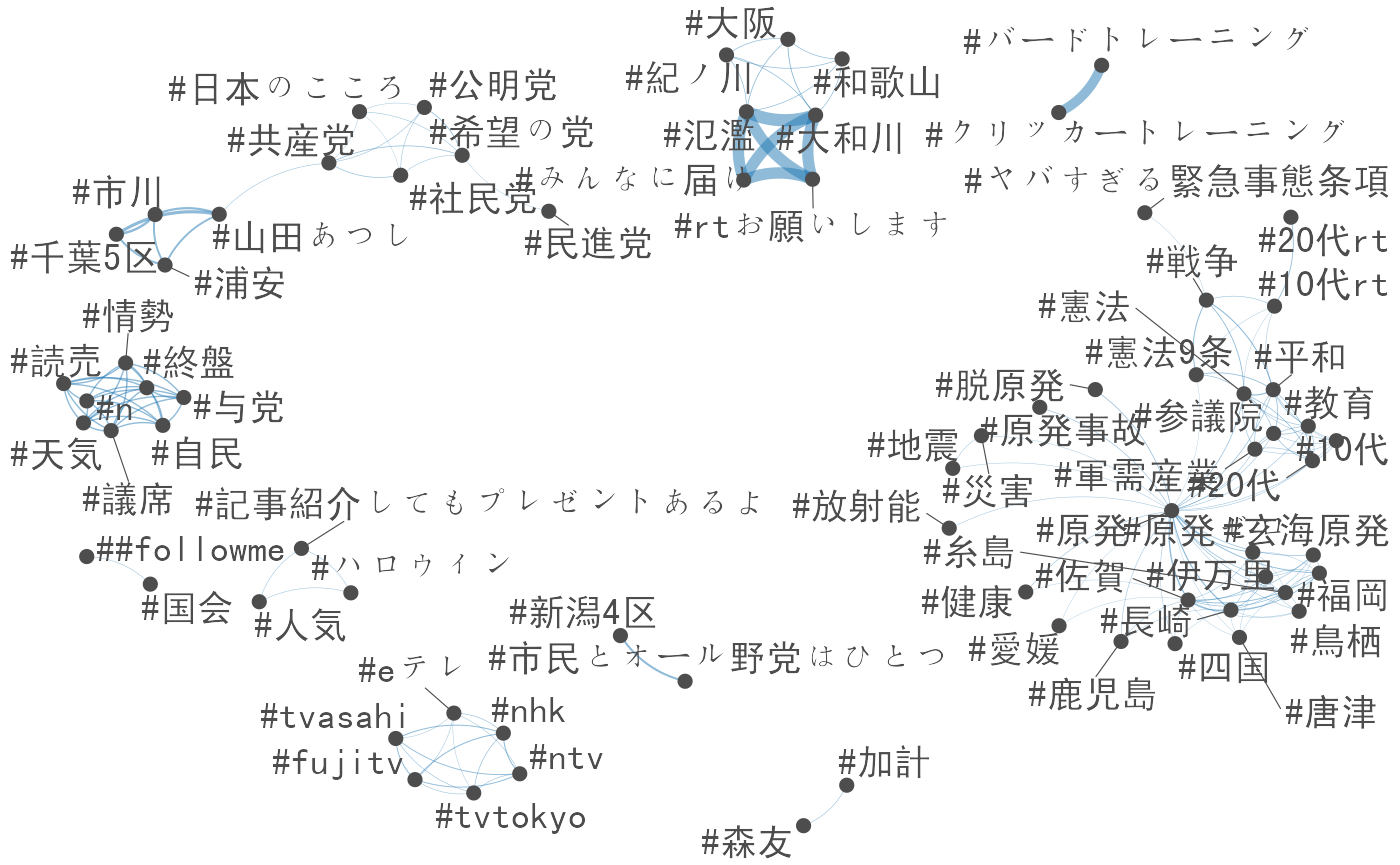 #大阪
#バードトレーニング
#日本のこころ
#公明党
#紀ノ川
#和歌山
#共産党
#希望の党
#氾濫
#大和川
#クリッカートレーニング
#みんなに届け
#ヤバすぎる緊急事態条項
#市川
#社民党
#rtお願いします
#山田あつし
#民進党
#20代rt
#千葉5区
#戦争
#浦安
#10代rt
#情勢
#憲法
#読売
#終盤
#憲法9条
#平和
#脱原発
#n
#与党
#教育
#参議院
#原発事故
#天気
#自民
#地震
#10代
#軍需産業
#災害
#20代
#議席
#記事紹介してもプレゼントあるよ
#放射能
#原発
#原発ゼロ
#玄海原発
##followme
#糸島
#ハロウィン
#佐賀
#伊万里
#福岡
#国会
#健康
#人気
#新潟4区
#長崎
#鳥栖
#eテレ
#市民とオール野党はひとつ
#愛媛
#四国
#鹿児島
#tvasahi
#nhk
#唐津
#fujitv
#ntv
#加計
#tvtokyo
#森友